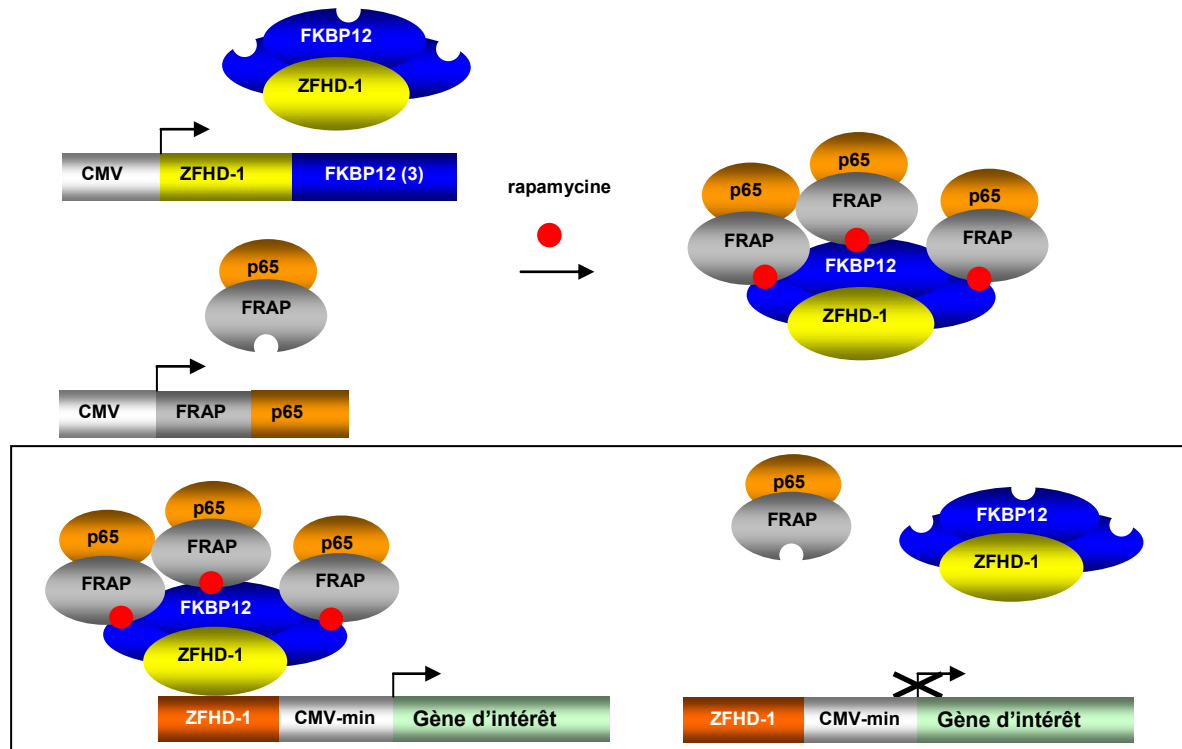 FKBP12
ZFHD-1
CMV ZFHD-1 FKBP12 (3)
p65
FRAP
CMV FRAP p65
rapamycine
p65
p65
p65
FRAP
FRAP
FRAP
FKBP12
ZFHD-1
p65
p65
p65
FRAP
FRAP
FRAP
FKBP12
ZFHD-1
ZFHD-1 CMV-min Gène d’intérêt
p65
FRAP
FKBP12
ZFHD-1
ZFHD-1 CMV-min Gène d’intérêt